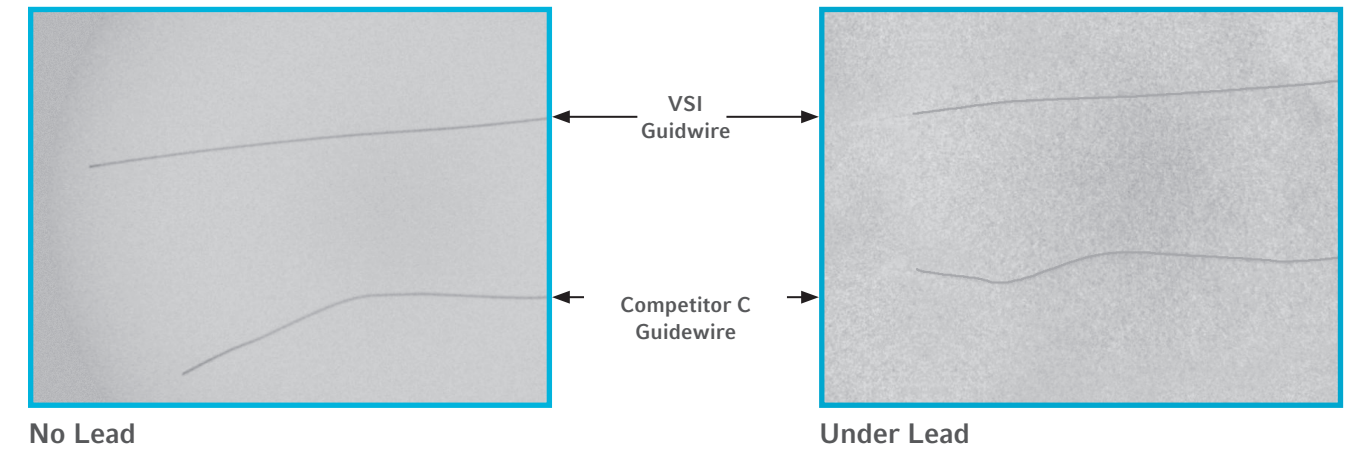 VSI
Guidwire
Competitor C
Guidewire
No Lead
Under Lead